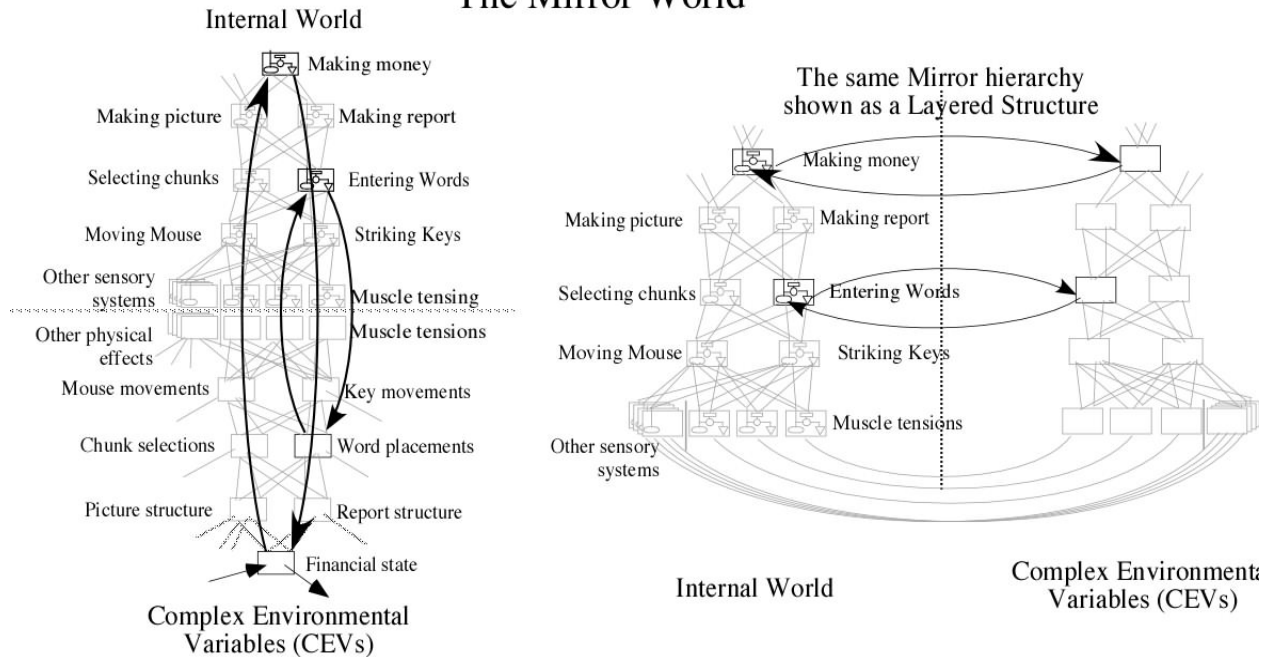 The Mirror World
Internal World
Making money
Making picture
Making report
Selecting chunks
Entering Words
Moving Mouse
Striking Keys
Other sensory
systems
Muscle tensing
Other physical
effects
Muscle tensions
Mouse movements
Key movements
Chunk selections
Word placements
Picture structure
Report structure
Financial state
Complex Environmental
Variables (CEVs)
The same Mirror hierarchy
shown as a Layered Structure
Making money
Making picture
Making report
Selecting chunks
Entering Words
Moving Mouse
Striking Keys
Muscle tensions
Other sensory
systems
Internal World
Complex Environmenta
Variables (CEVs)